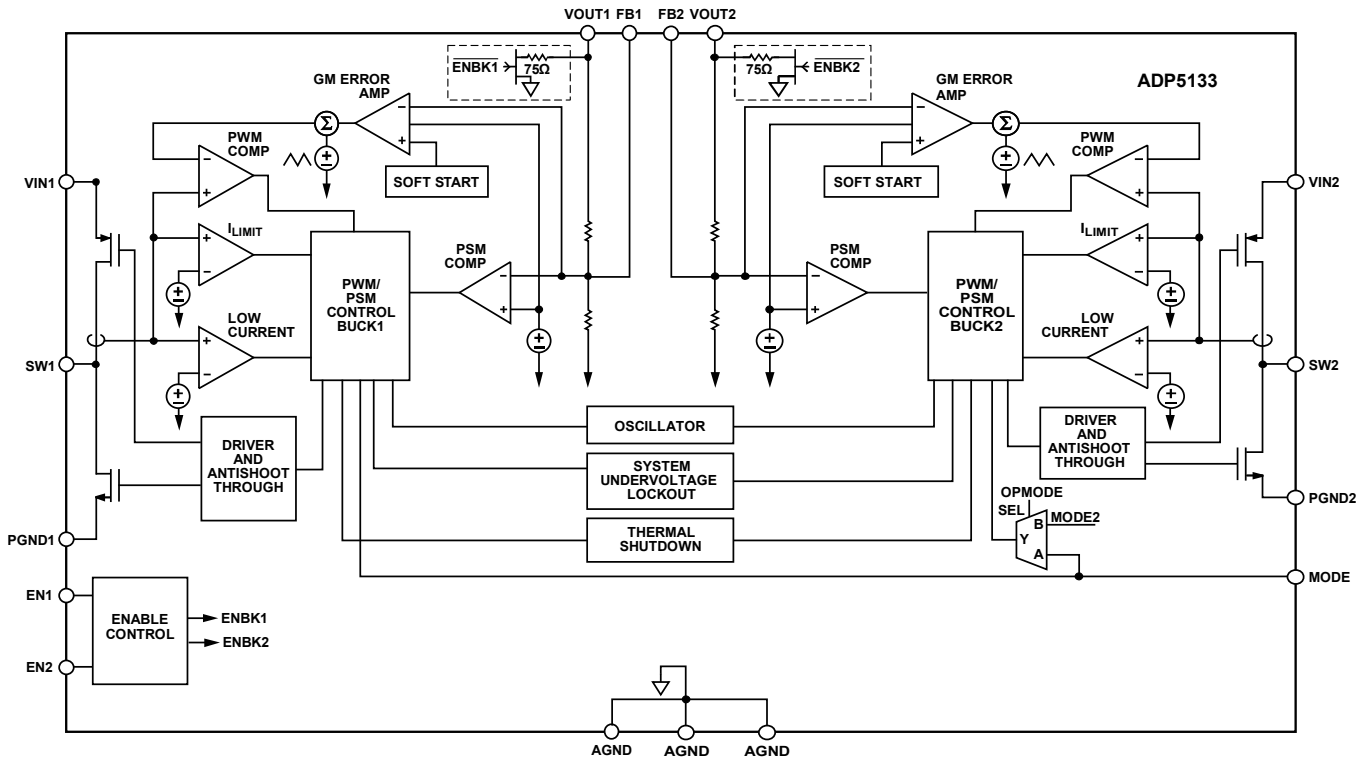 VOUT1 FB1 FB2 VOUT2
ENBK1
75Ω
75Ω
ENBK2
ADP5133
GM ERROR
AMP
GM ERROR
AMP
Σ
Σ
PWM
COMP
PWM
COMP
SOFT START
SOFT START
VIN1
VIN2
ILIMIT
ILIMIT
PWM/
PSM
CONTROL
BUCK1
PSM
COMP
PSM
COMP
PWM/
PSM
CONTROL
BUCK2
LOW
CURRENT
LOW
CURRENT
SW1
SW2
DRIVER
AND
ANTISHOOT
THROUGH
OSCILLATOR
DRIVER
AND
ANTISHOOT
THROUGH
SYSTEM
UNDERVOLTAGE
LOCKOUT
OPMODE
SEL
B
MODE2
Y
A
PGND2
THERMAL
SHUTDOWN
PGND1
MODE
EN1
ENABLE
CONTROL
ENBK1
ENBK2
EN2
AGND
AGND
AGND